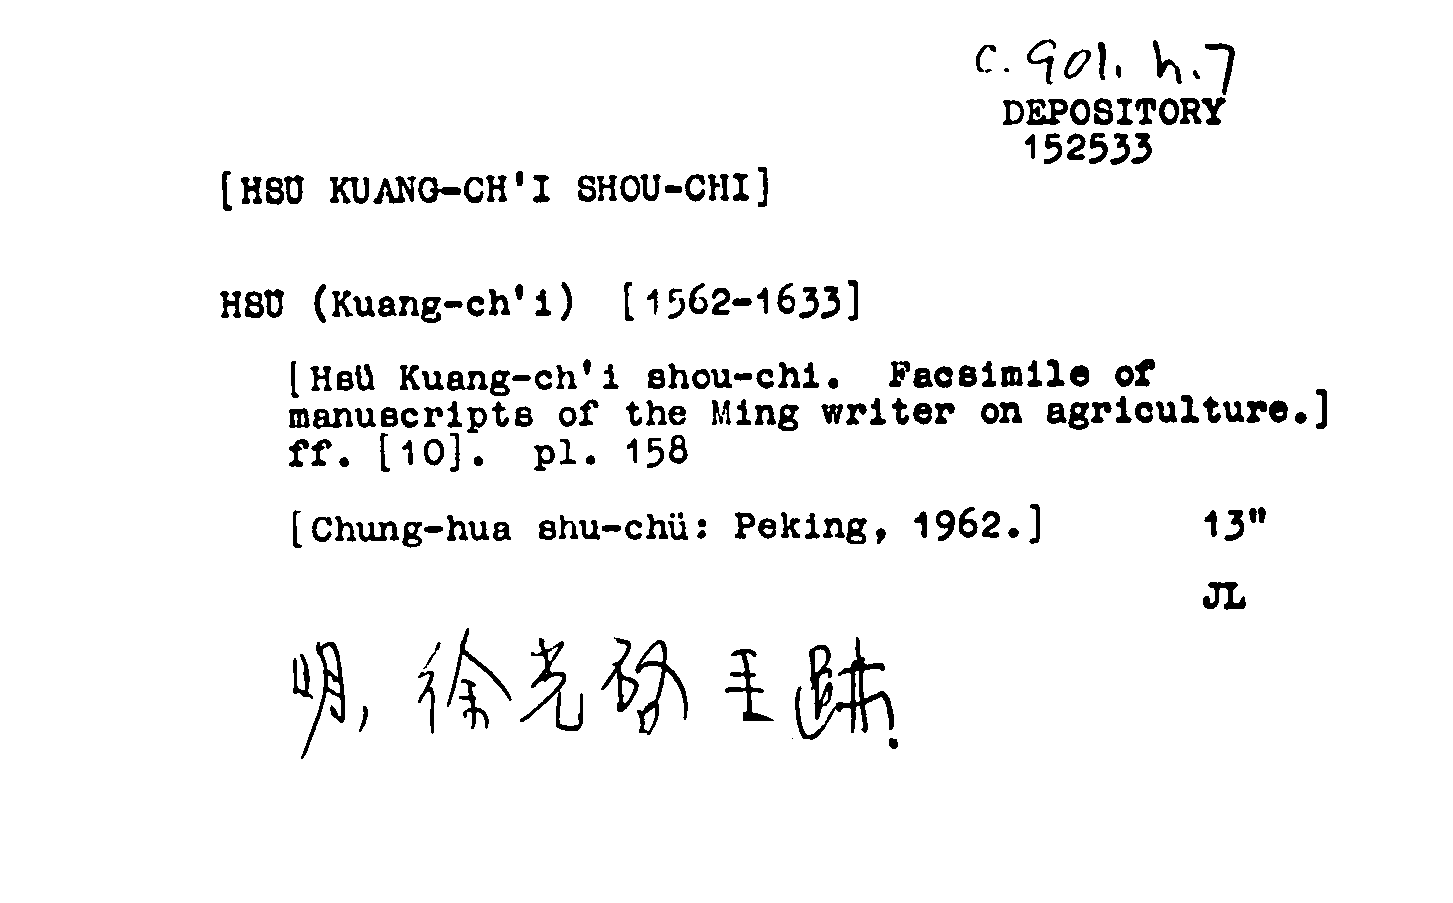 C. 901. h.7
DEPOSITORY
152533
[HSÜ KUANG-CH'I SHOU-CHI]
HSÜ (Kuang-ch'i) [1562-1633]
[Hsü Kuang-ch'i shou-chi. Facsimile of
manuscripts of the Ming writer on agriculture.]
ff. [10]. pl. 158
[Chung-hua shu-chü: Peking, 1962.] 13"
JL
明, 徐光啓手跡.